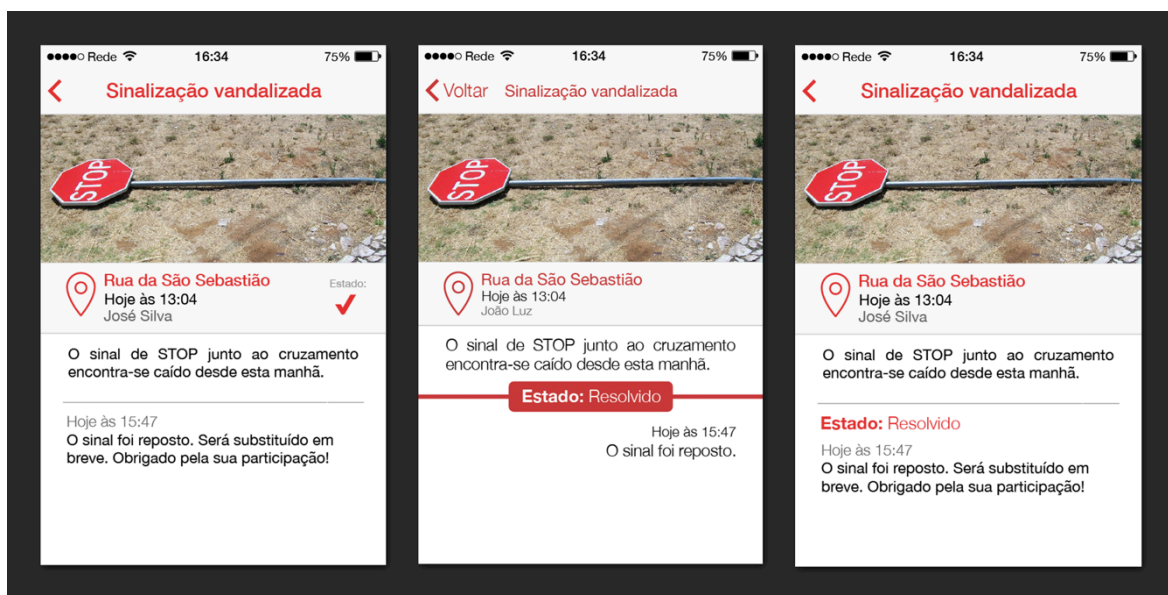 Rede 16:34 75%
Sinalização vandalizada
STOP
Rua da São Sebastião
Hoje às 13:04
José Silva
Estado:
O sinal de STOP junto ao cruzamento
encontra-se caído desde esta manhã.
Hoje às 15:47
O sinal foi reposto. Será substituído em
breve. Obrigado pela sua participação!
Rede 16:34 75%
Voltar Sinalização vandalizada
STOP
Rua da São Sebastião
Hoje às 13:04
João Luz
O sinal de STOP junto ao cruzamento
encontra-se caído desde esta manhã.
Estado: Resolvido
Hoje às 15:47
O sinal foi reposto.
Rede 16:34 75%
Sinalização vandalizada
STOP
Rua da São Sebastião
Hoje às 13:04
José Silva
O sinal de STOP junto ao cruzamento
encontra-se caído desde esta manhã.
Estado: Resolvido
Hoje às 15:47
O sinal foi reposto. Será substituído em
breve. Obrigado pela sua participação!